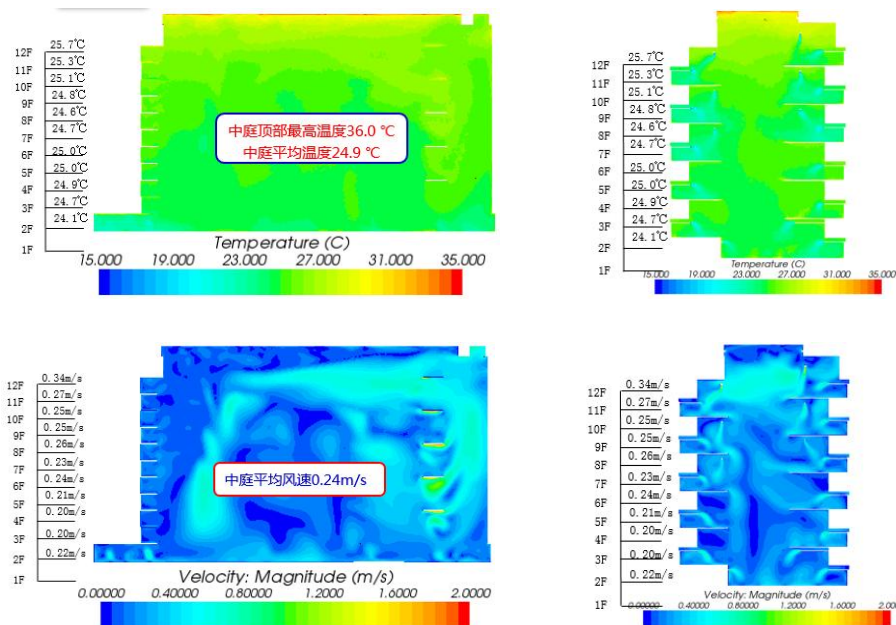 25.7℃
12F
25.3℃
11F
25.1℃
10F
24.8℃
9F
24.6℃
8F
24.7℃
7F
25.0℃
6F
25.0℃
5F
24.9℃
4F
24.7℃
3F
24.1℃
2F
1F
中庭顶部最高温度36.0 ℃
中庭平均温度24.9 ℃
Temperature (C)
15.000 19.000 23.000 27.000 31.000 35.000
25.7℃
12F
25.3℃
11F
25.1℃
10F
24.8℃
9F
24.6℃
8F
24.7℃
7F
25.0℃
6F
25.0℃
5F
24.9℃
4F
24.7℃
3F
24.1℃
2F
1F
Temperature (C)
15.000 19.000 23.000 27.000 31.000 35.000
0.34m/s
12F
0.27m/s
11F
0.25m/s
10F
0.25m/s
9F
0.26m/s
8F
0.23m/s
7F
0.24m/s
6F
0.21m/s
5F
0.20m/s
4F
0.20m/s
3F
0.22m/s
2F
1F
中庭平均风速0.24m/s
Velocity: Magnitude (m/s)
0.00000 0.40000 0.80000 1.2000 1.6000 2.0000
0.34m/s
12F
0.27m/s
11F
0.25m/s
10F
0.25m/s
9F
0.26m/s
8F
0.23m/s
7F
0.24m/s
6F
0.21m/s
5F
0.20m/s
4F
0.20m/s
3F
0.22m/s
2F
1F
Velocity: Magnitude (m/s)
0.00000 0.40000 0.80000 1.2000 1.6000 2.00